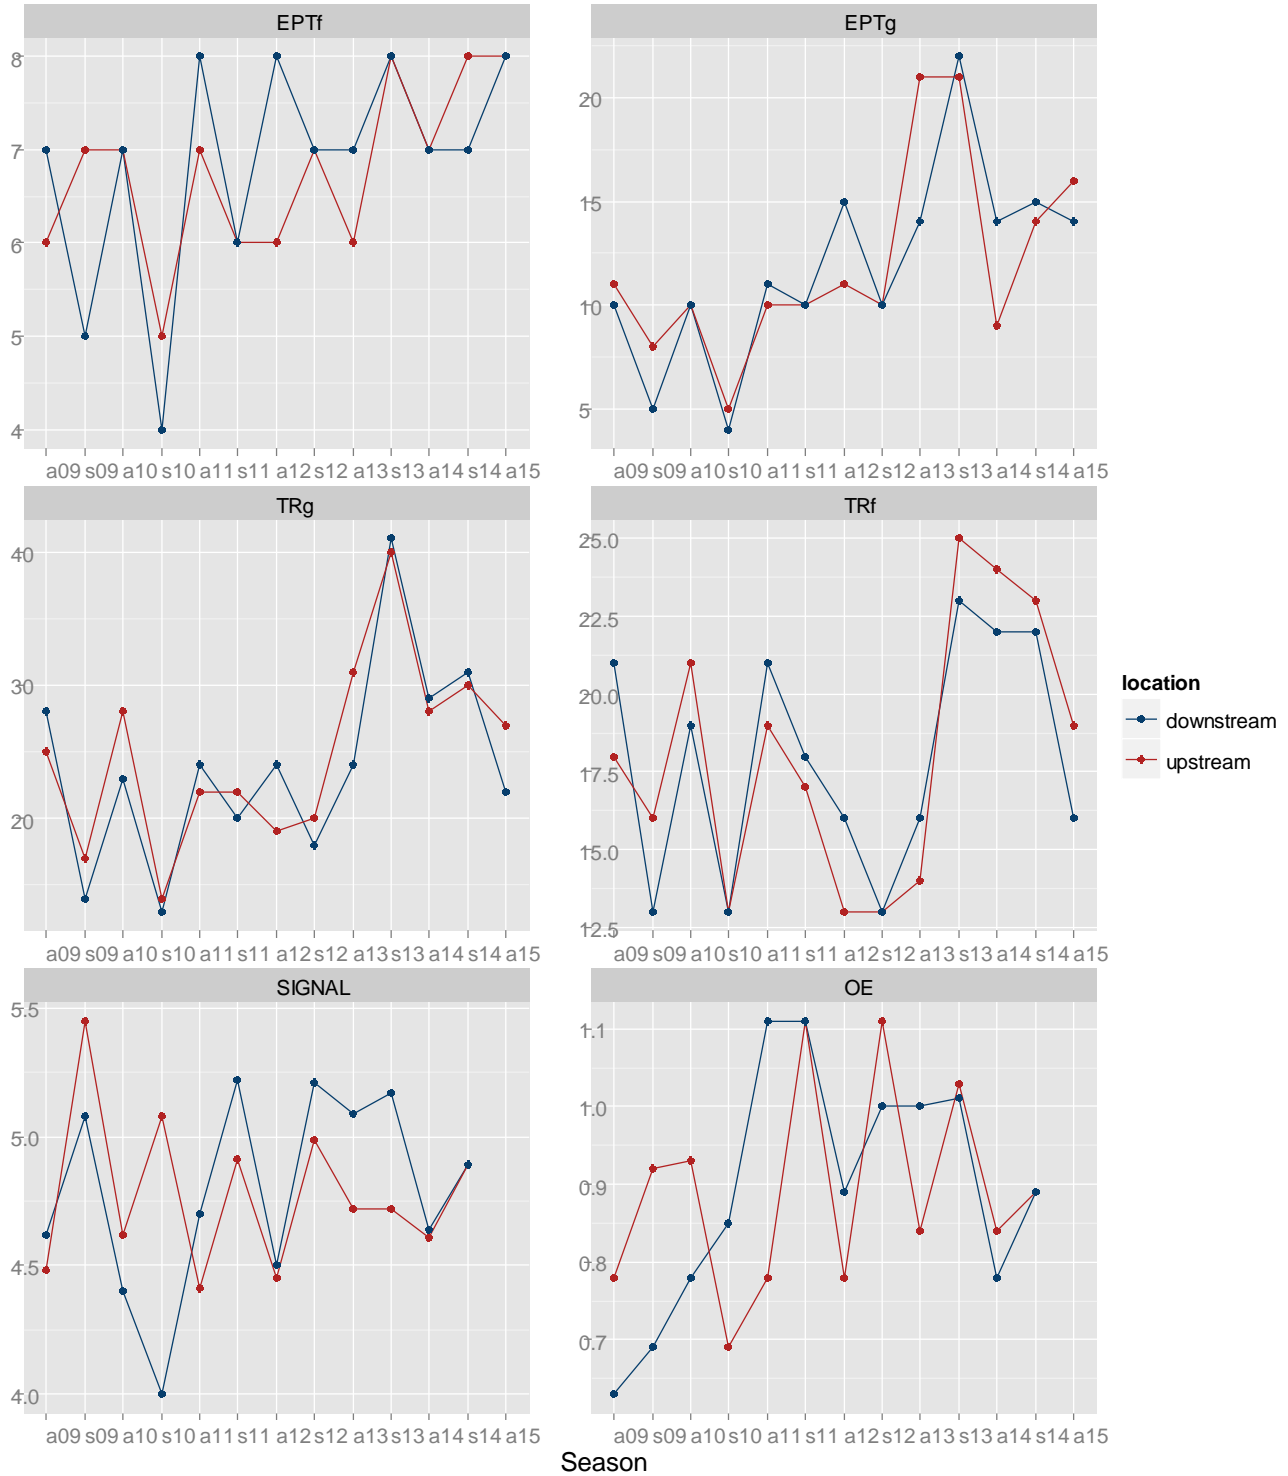 EPTf
EPTg
8
7
6
5
4
20
15
10
5
a09 s09 a10 s10 a11 s11 a12 s12 a13 s13 a14 s14 a15
a09 s09 a10 s10 a11 s11 a12 s12 a13 s13 a14 s14 a15
TRg
TRf
40
30
20
25.0
22.5
20.0
17.5
15.0
12.5
location
downstream
upstream
a09 s09 a10 s10 a11 s11 a12 s12 a13 s13 a14 s14 a15
a09 s09 a10 s10 a11 s11 a12 s12 a13 s13 a14 s14 a15
SIGNAL
OE
5.5
5.0
4.5
4.0
1.1
1.0
0.9
0.8
0.7
a09 s09 a10 s10 a11 s11 a12 s12 a13 s13 a14 s14 a15
a09 s09 a10 s10 a11 s11 a12 s12 a13 s13 a14 s14 a15
Season